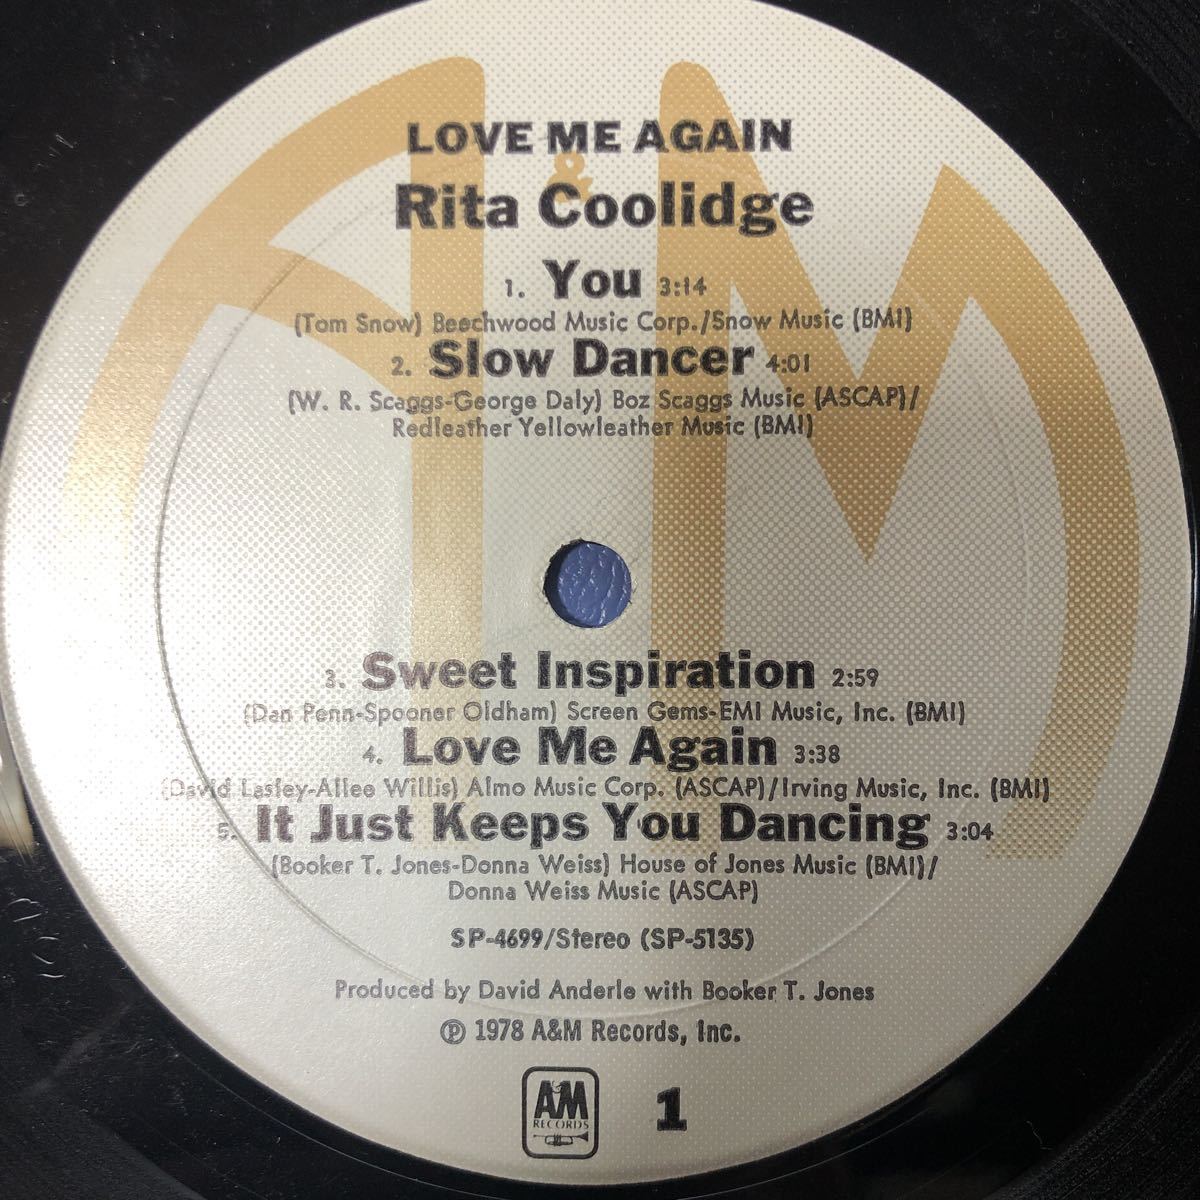 LOVE ME AGAIN
Rita Coolidge
1. You 3:14
(Tom Snow) Beechwood Music Corp./Snow Music (BMI)
2. Slow Dancer 4:01
(W. R. Scaggs-George Daly) Boz Scaggs Music (ASCAP)/
Redleather Yellowleather Music (BMI)
3. Sweet Inspiration 2:59
(Dan Penn-Spooner Oldham) Screen Gems-EMI Music, Inc. (BMI)
4. Love Me Again 3:38
(David Lasley-Allee Willis) Almo Music Corp. (ASCAP)/Irving Music, Inc. (BMI)
5. It Just Keeps You Dancing 3:04
(Booker T. Jones-Donna Weiss) House of Jones Music (BMI)/
Donna Weiss Music (ASCAP)
SP-4699/Stereo (SP-5135)
Produced by David Anderle with Booker T. Jones
℗ 1978 A&M Records, Inc.
A&M
RECORDS
1